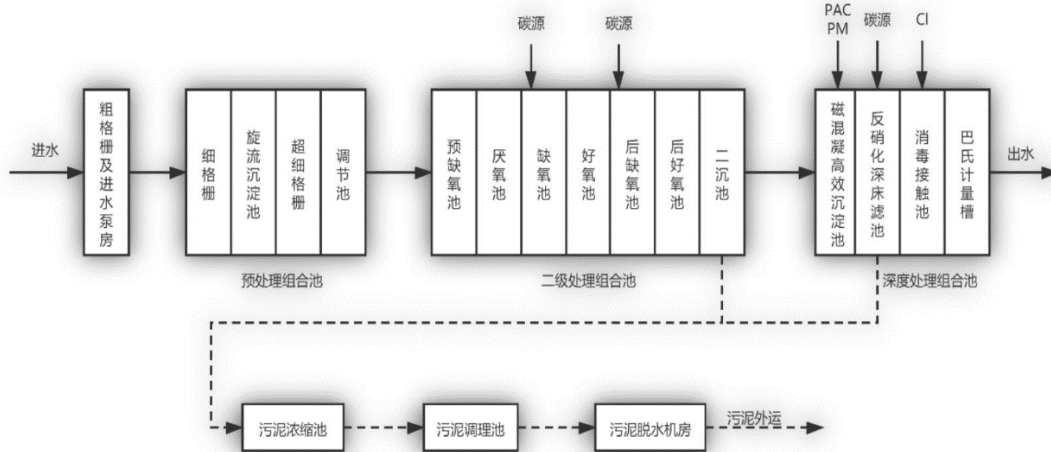 碳源
碳源
PAC
PM
碳源
Cl
进水
粗格栅及进水泵房
细格栅
旋流沉淀池
超细格栅
调节池
预缺氧池
厌氧池
缺氧池
好氧池
后缺氧池
后好氧池
二沉池
磁混凝高效沉淀池
反硝化深床滤池
消毒接触池
巴氏计量槽
出水
预处理组合池
二级处理组合池
深度处理组合池
污泥浓缩池
污泥调理池
污泥脱水机房
污泥外运